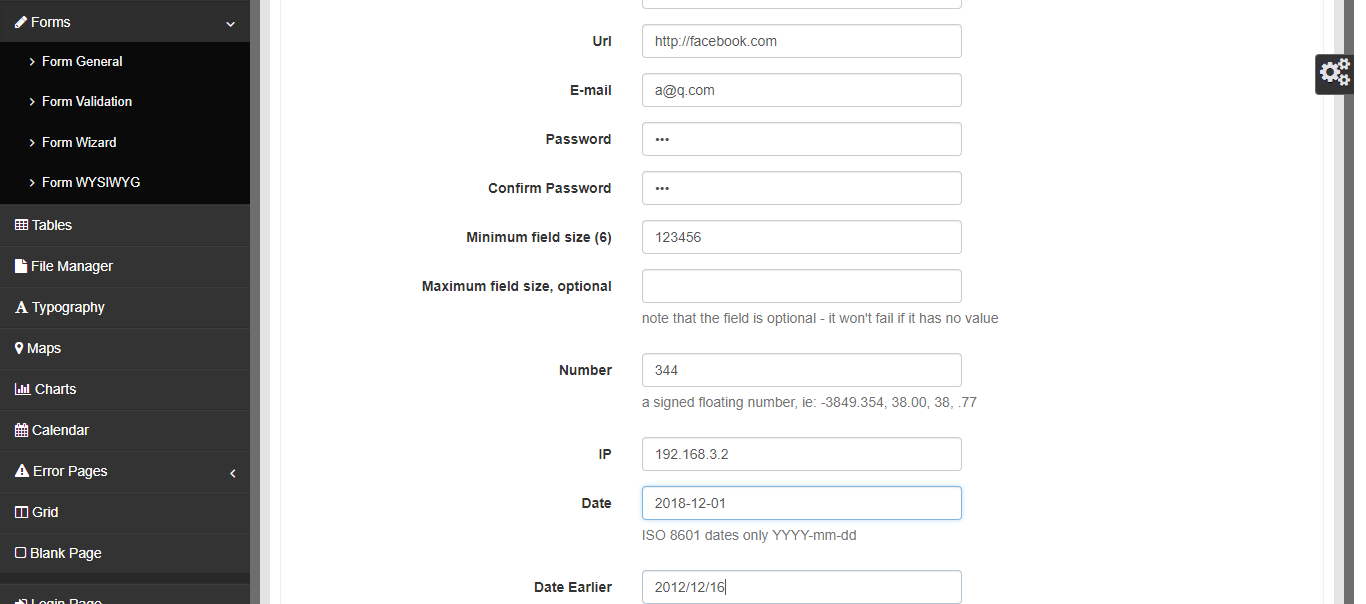 Forms
Form General
Form Validation
Form Wizard
Form WYSIWYG
Tables
File Manager
Typography
Maps
Charts
Calendar
Error Pages
Grid
Blank Page
Login Page
Url http://facebook.com
E-mail a@q.com
Password •••
Confirm Password •••
Minimum field size (6) 123456
Maximum field size, optional
note that the field is optional - it won't fail if it has no value
Number 344
a signed floating number, ie: -3849.354, 38.00, 38, .77
IP 192.168.3.2
Date 2018-12-01
ISO 8601 dates only YYYY-mm-dd
Date Earlier 2012/12/16